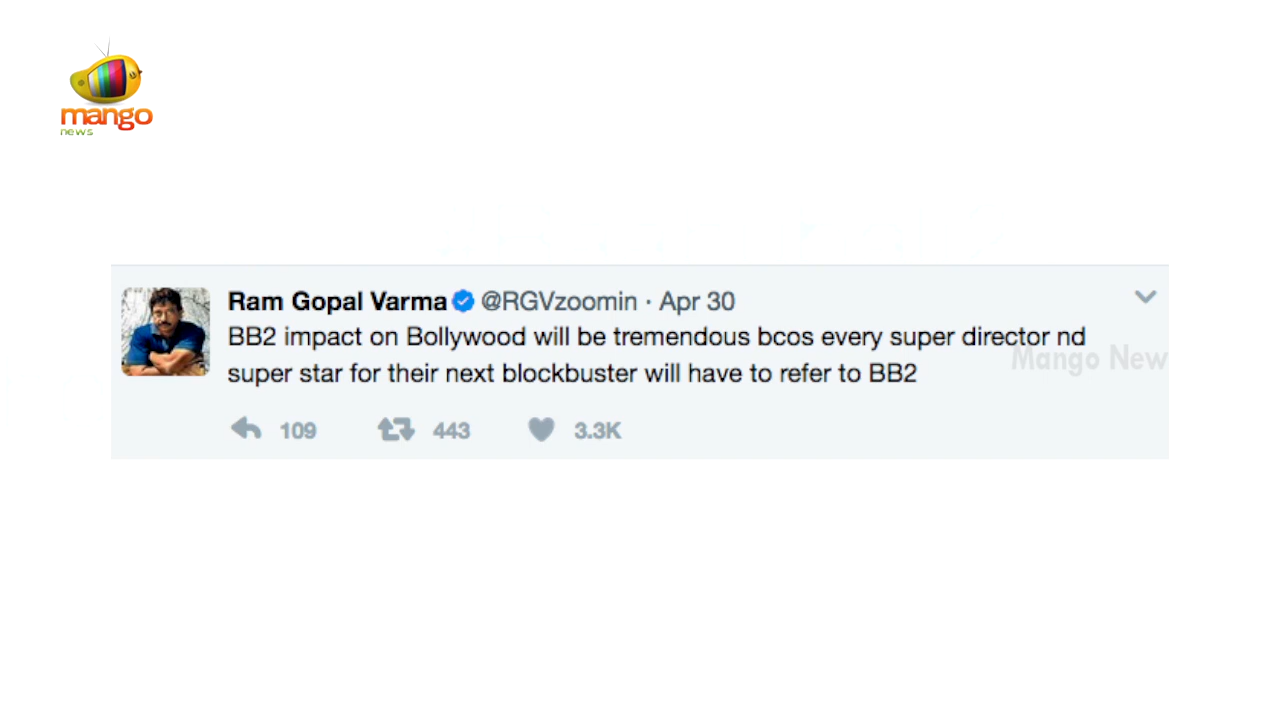 mango
news
Ram Gopal Varma @RGVzoomin · Apr 30
BB2 impact on Bollywood will be tremendous bcos every super director nd
super star for their next blockbuster will have to refer to BB2
Mango New
109 443 3.3K